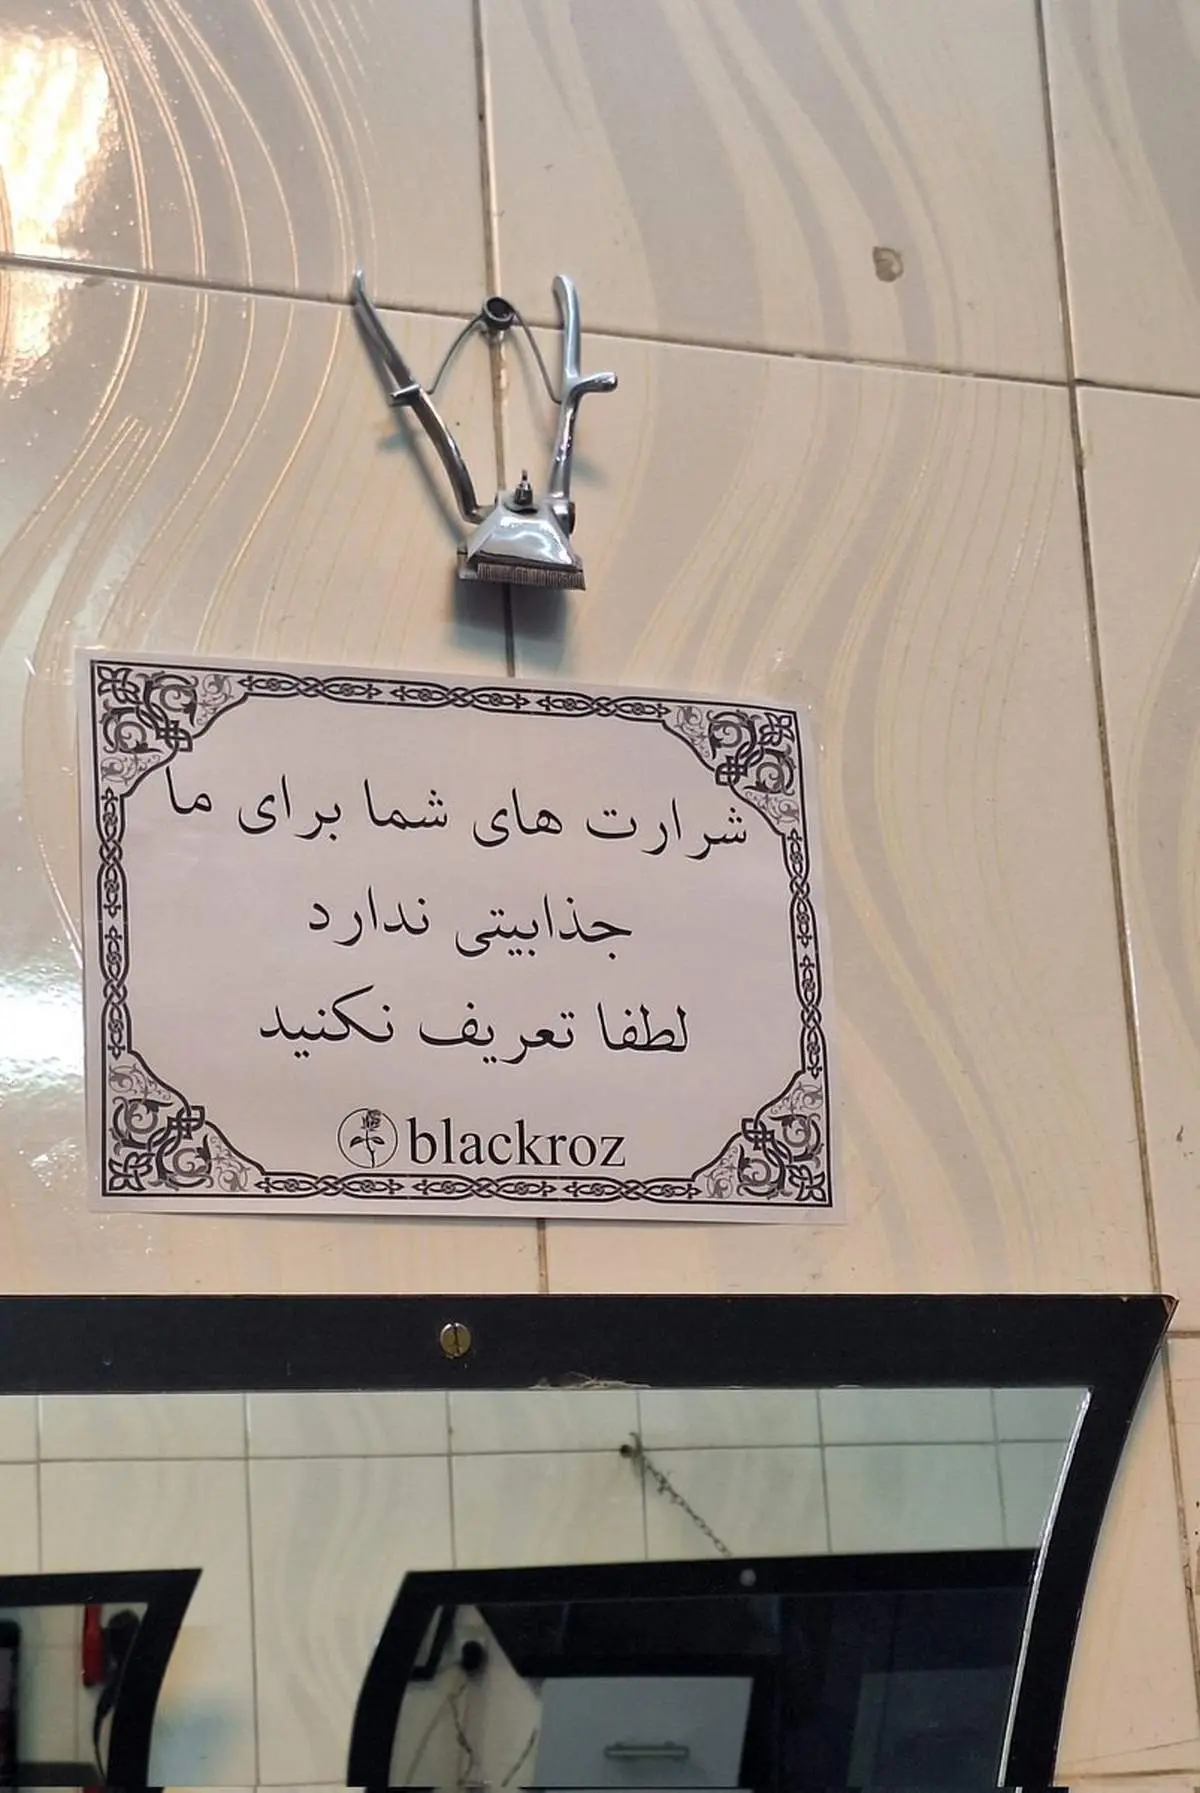 شرارت های شما برای ما
جذابیتی ندارد
لطفا تعریف نکنید
blackroz